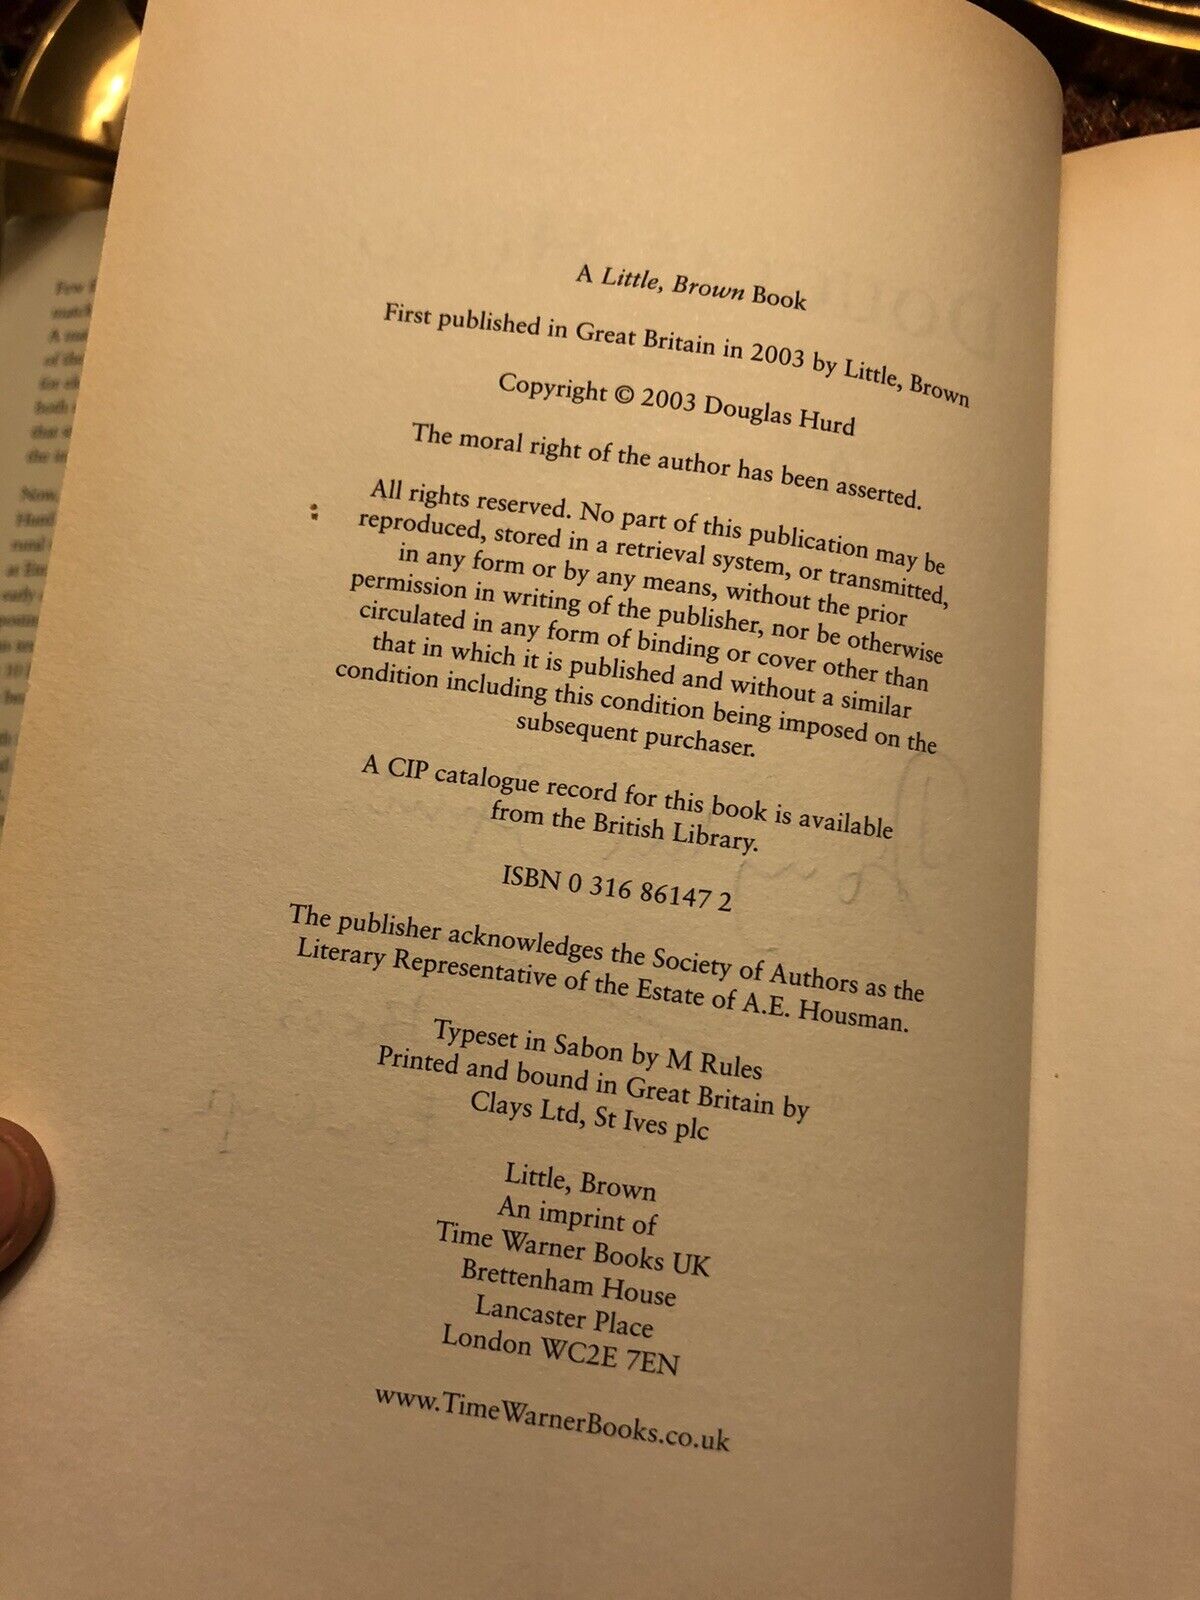 A Little, Brown Book
First published in Great Britain in 2003 by Little, Brown
Copyright © 2003 Douglas Hurd
The moral right of the author has been asserted.
All rights reserved. No part of this publication may be
reproduced, stored in a retrieval system, or transmitted,
in any form or by any means, without the prior
permission in writing of the publisher, nor be otherwise
circulated in any form of binding or cover other than
that in which it is published and without a similar
condition including this condition being imposed on the
subsequent purchaser.
A CIP catalogue record for this book is available
from the British Library.
ISBN 0 316 86147 2
The publisher acknowledges the Society of Authors as the
Literary Representative of the Estate of A.E. Housman.
Typeset in Sabon by M Rules
Printed and bound in Great Britain by
Clays Ltd, St Ives plc
Little, Brown
An imprint of
Time Warner Books UK
Brettenham House
Lancaster Place
London WC2E 7EN
www.TimeWarnerBooks.co.uk